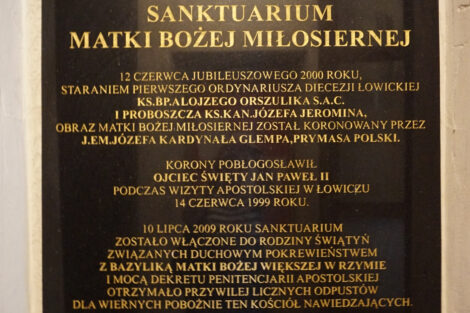 SANKTUARIUM
MATKI BOŻEJ MIŁOSIERNEJ
12 CZERWCA JUBILEUSZOWEGO 2000 ROKU,
STARANIEM PIERWSZEGO ORDYNARIUSZA DIECEZJI ŁOWICKIEJ
KS.BP.ALOJZEGO ORSZULIKA S.A.C.
I PROBOSZCZA KS.KAN.JÓZEFA JEROMINA,
OBRAZ MATKI BOŻEJ MIŁOSIERNEJ ZOSTAŁ KORONOWANY PRZEZ
J.EM.JÓZEFA KARDYNAŁA GLEMPA,PRYMASA POLSKI.
KORONY POBŁOGOSŁAWIŁ
OJCIEC ŚWIĘTY JAN PAWEŁ II
PODCZAS WIZYTY APOSTOLSKIEJ W ŁOWICZU
14 CZERWCA 1999 ROKU.
10 LIPCA 2009 ROKU SANKTUARIUM
ZOSTAŁO WŁĄCZONE DO RODZINY ŚWIĄTYŃ
ZWIĄZANYCH DUCHOWYM POKREWIEŃSTWEM
Z BAZYLIKĄ MATKI BOŻEJ WIĘKSZEJ W RZYMIE
I MOCĄ DEKRETU PENITENCJARII APOSTOLSKIEJ
OTRZYMAŁO PRZYWILEJ LICZNYCH ODPUSTÓW
DLA WIERNYCH POBOŻNIE TEN KOŚCIÓŁ NAWIEDZAJĄCYCH.